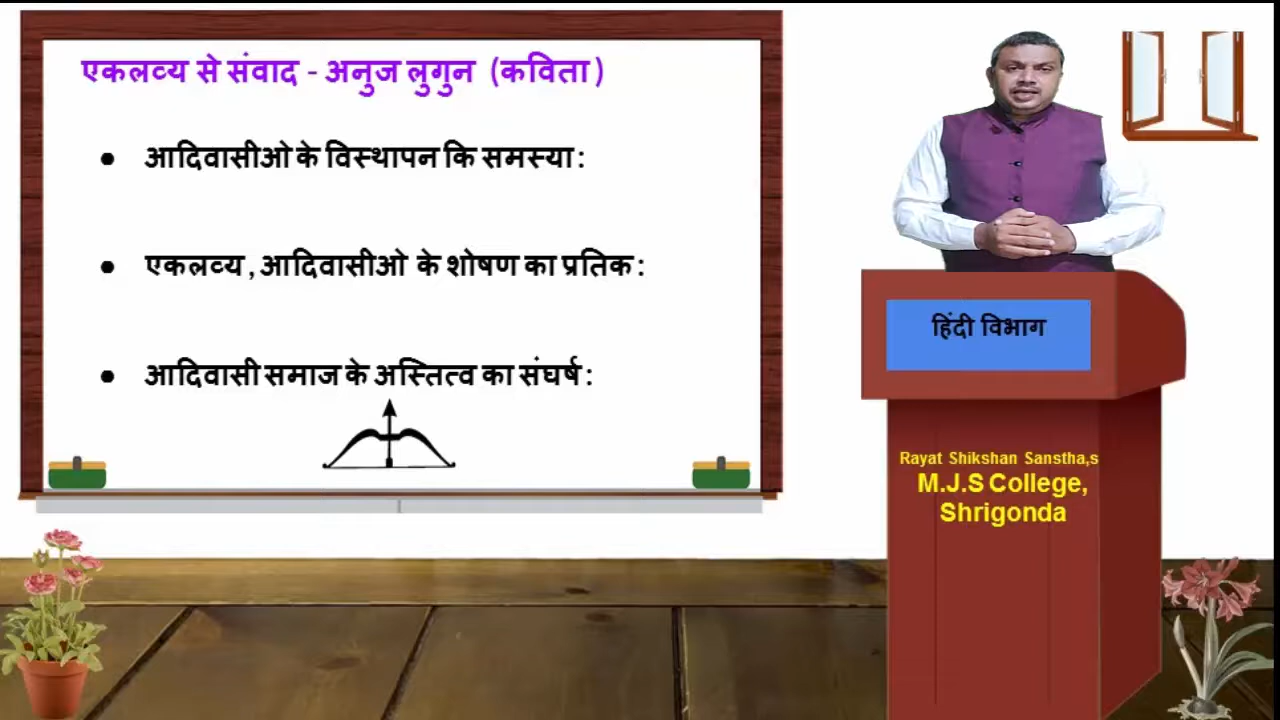 एकलव्य से संवाद - अनुज लुगुन (कविता)
● आदिवासीओ के विस्थापन कि समस्या:
● एकलव्य, आदिवासीओ के शोषण का प्रतिक:
● आदिवासी समाज के अस्तित्व का संघर्ष:
हिंदी विभाग
Rayat Shikshan Sanstha,s
M.J.S College,
Shrigonda